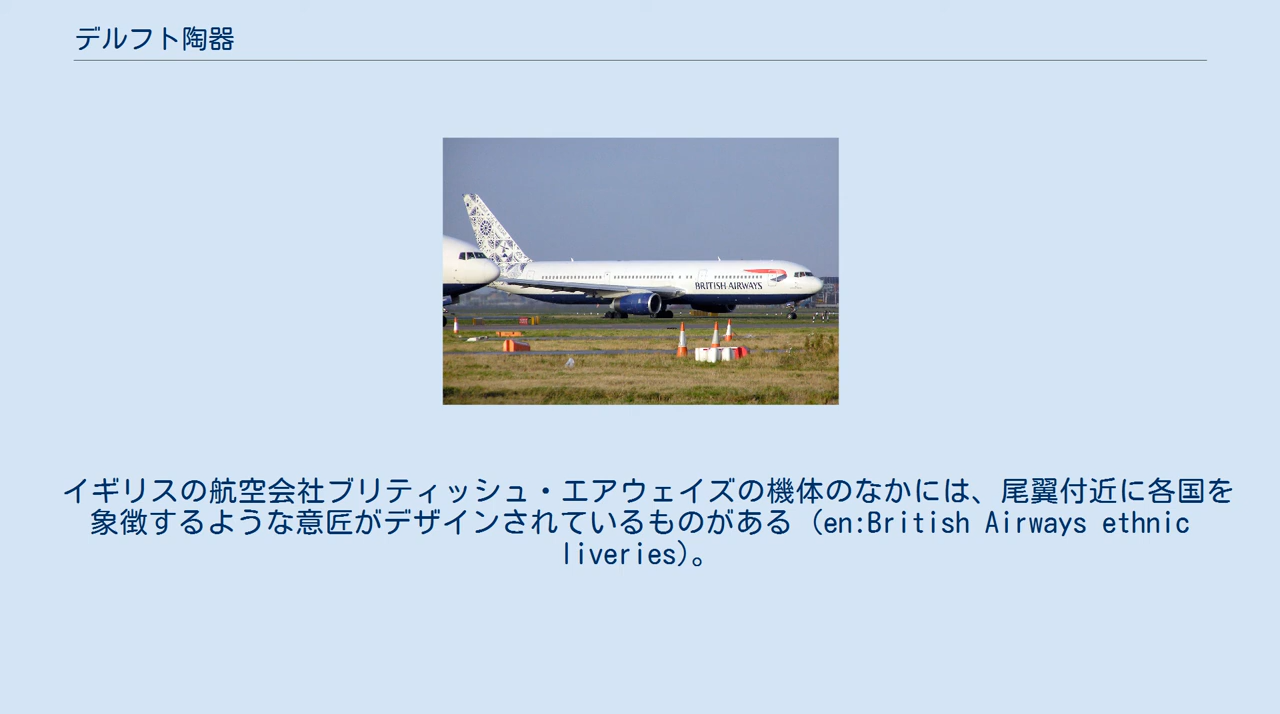 デルフト陶器
BRITISH AIRWAYS
イギリスの航空会社ブリティッシュ・エアウェイズの機体のなかには、尾翼付近に各国を
象徴するような意匠がデザインされているものがある（en:British Airways ethnic
liveries)。